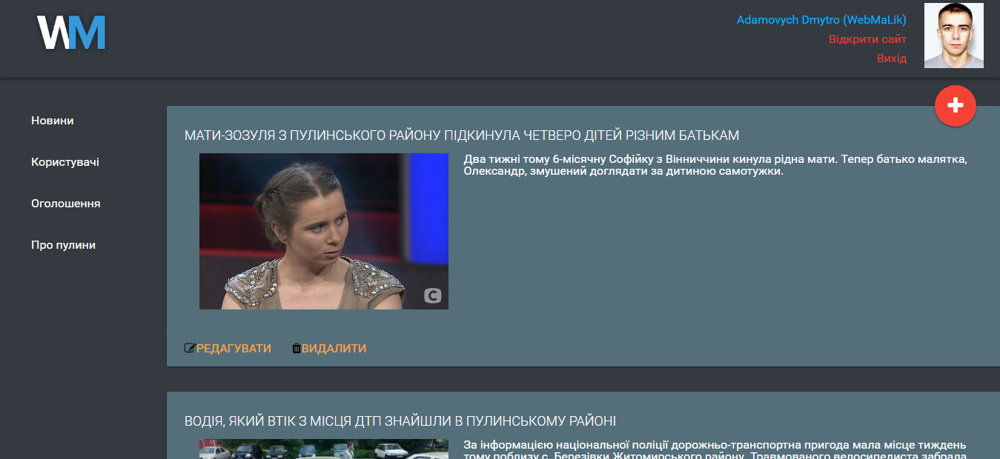 WM
Adamovych Dmytro (WebMaLik)
Відкрити сайт
Вихід
Новини
Користувачі
Оголошення
Про пулини
МАТИ-ЗОЗУЛЯ З ПУЛИНСЬКОГО РАЙОНУ ПІДКИНУЛА ЧЕТВЕРО ДІТЕЙ РІЗНИМ БАТЬКАМ
Два тижні тому 6-місячну Софійку з Вінниччини кинула рідна мати. Тепер батько малятка,
Олександр, змушений доглядати за дитиною самотужки.
C
РЕДАГУВАТИ ВИДАЛИТИ
ВОДІЯ, ЯКИЙ ВТІК З МІСЦЯ ДТП ЗНАЙШЛИ В ПУЛИНСЬКОМУ РАЙОНІ
За інформацією національної поліції дорожньо-транспортна пригода мала місце тиждень
тому поблизу с. Березівки Житомирського району. Травмованого велосипедиста забрала